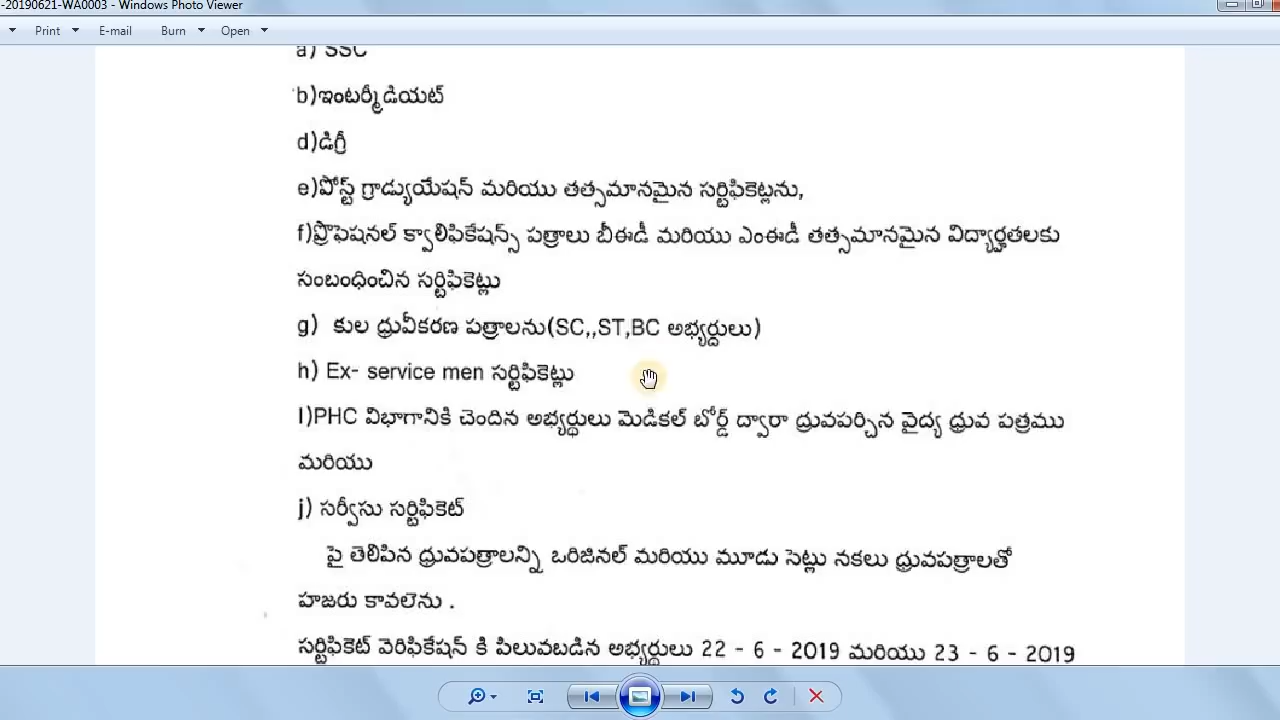 -20190621-WA0003 - Windows Photo Viewer
Print E-mail Burn Open
a) SSC
b)ఇంటర్మీడియట్
d)డిగ్రీ
e)పోస్ట్ గ్రాడ్యుయేషన్ మరియు తత్సమానమైన సర్టిఫికెట్లను,
f)ప్రొఫెషనల్ క్వాలిఫికేషన్స్ పత్రాలు బీఈడీ మరియు ఎంఈడీ తత్సమానమైన విద్యార్హతలకు
సంబంధించిన సర్టిఫికెట్లు
g) కుల ధ్రువీకరణ పత్రాలను(SC,,ST,BC అభ్యర్దులు)
h) Ex- service men సర్టిఫికెట్లు
l)PHC విభాగానికి చెందిన అభ్యర్థులు మెడికల్ బోర్డ్ ద్వారా ధ్రువపర్చిన వైద్య ధ్రువ పత్రము
మరియు
j) సర్వీసు సర్టిఫికెట్
పై తెలిపిన ధ్రువపత్రాలన్ని ఒరిజినల్ మరియు మూడు సెట్లు నకలు ధ్రువపత్రాలతో
హజరు కావలెను .
సర్టిఫికెట్ వెరిఫికేషన్ కి పిలువబడిన అభ్యర్థులు 22 - 6 - 2019 మరియు 23 - 6 - 2019